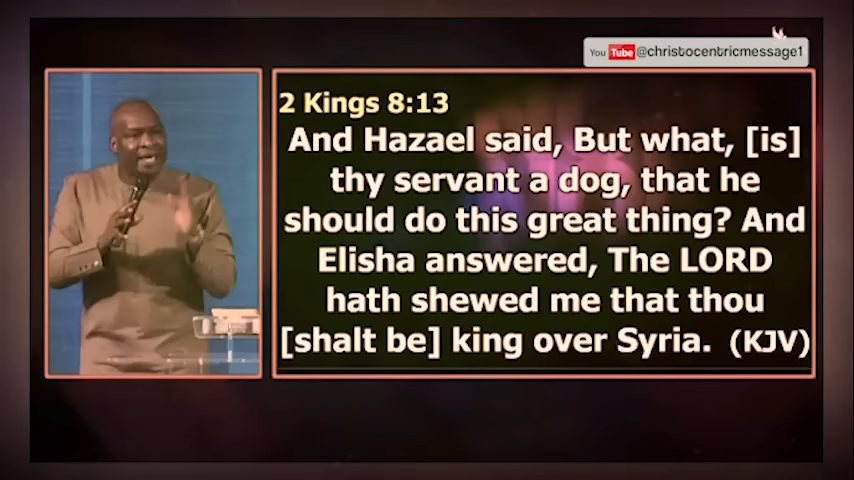 You Tube @christocentricmessage1
2 Kings 8:13
And Hazael said, But what, [is]
thy servant a dog, that he
should do this great thing? And
Elisha answered, The LORD
hath shewed me that thou
[shalt be] king over Syria. (KJV)